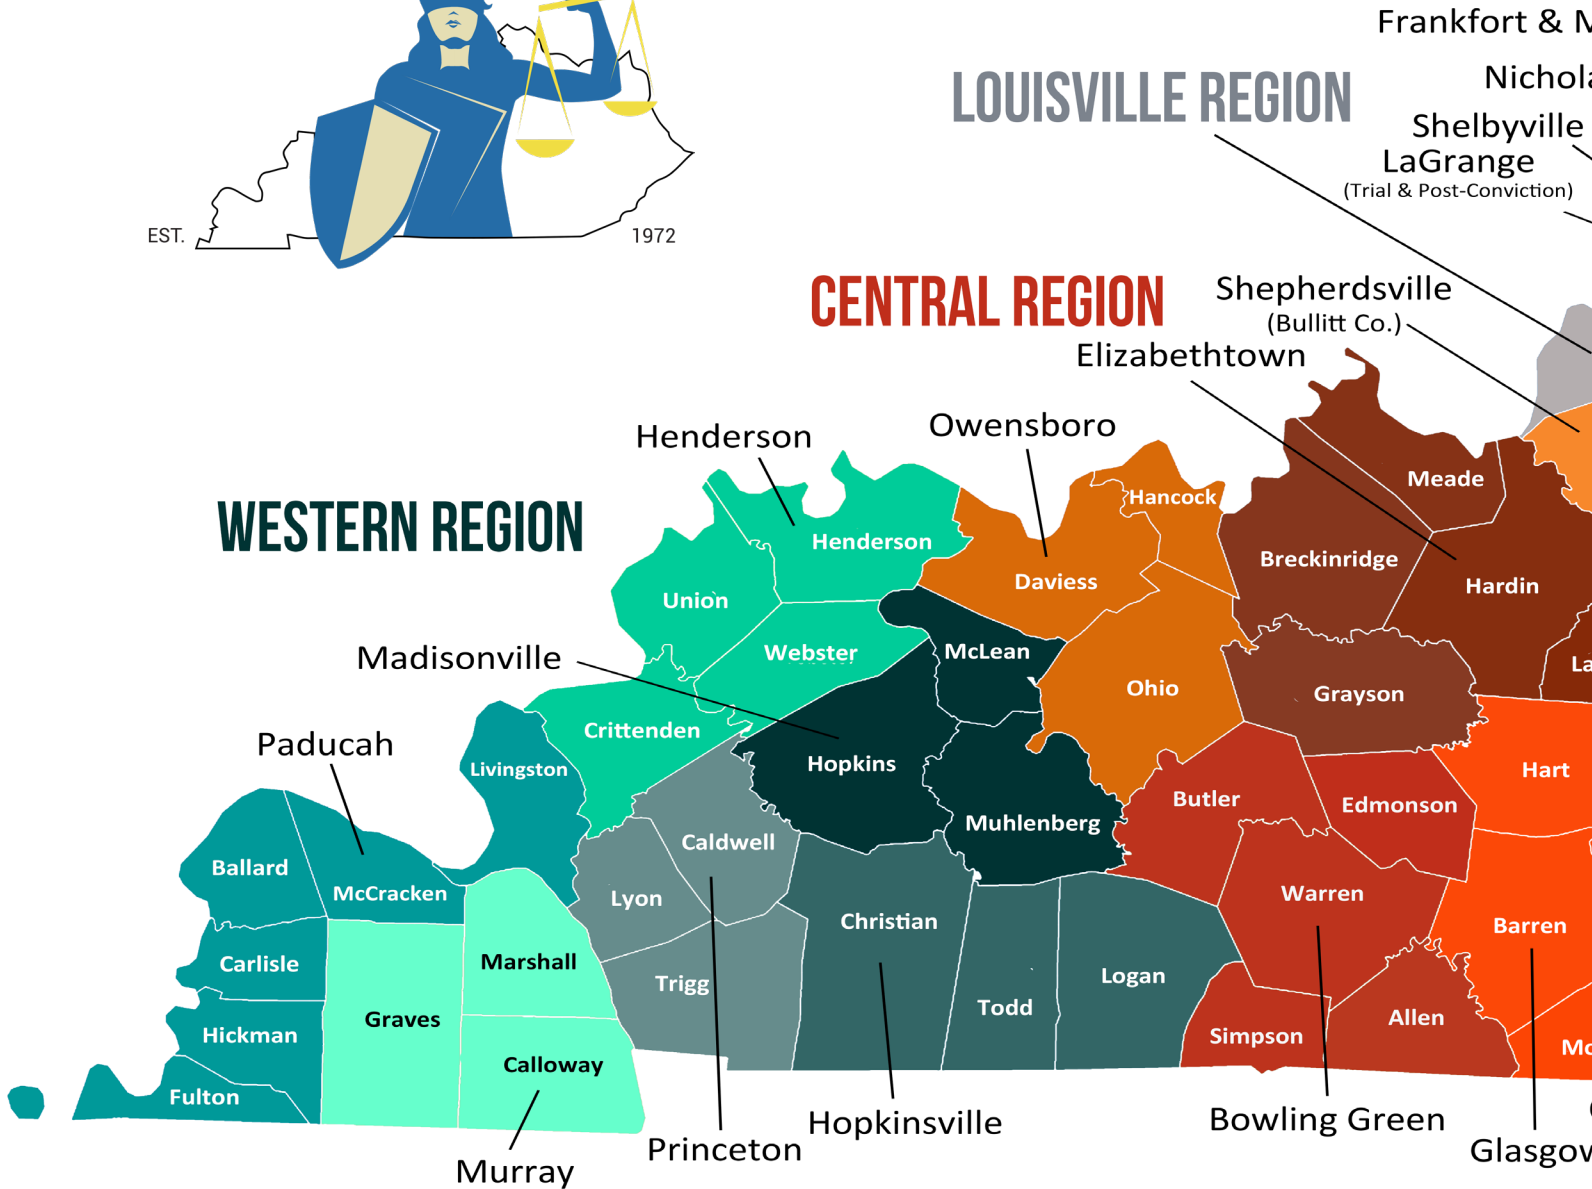 Frankfort &
LOUISVILLE REGION
Shelbyville
LaGrange
(Trial & Post-Conviction)
EST.
1972
CENTRAL REGION
Shepherdsville
(Bullitt Co.)
Elizabethtown
Henderson
Owensboro
WESTERN REGION
Meade
Hancock
Henderson
Breckinridge
Daviess
Hardin
Union
Webster
McLean
Madisonville
Ohio
Grayson
Crittenden
Paducah
Livingston
Hopkins
Hart
Butler
Edmonson
Muhlenberg
Caldwell
Ballard
McCracken
Lyon
Warren
Christian
Barren
Carlisle
Marshall
Trigg
Logan
Todd
Graves
Allen
Hickman
Simpson
Calloway
Fulton
Hopkinsville
Bowling Green
Princeton
Murray